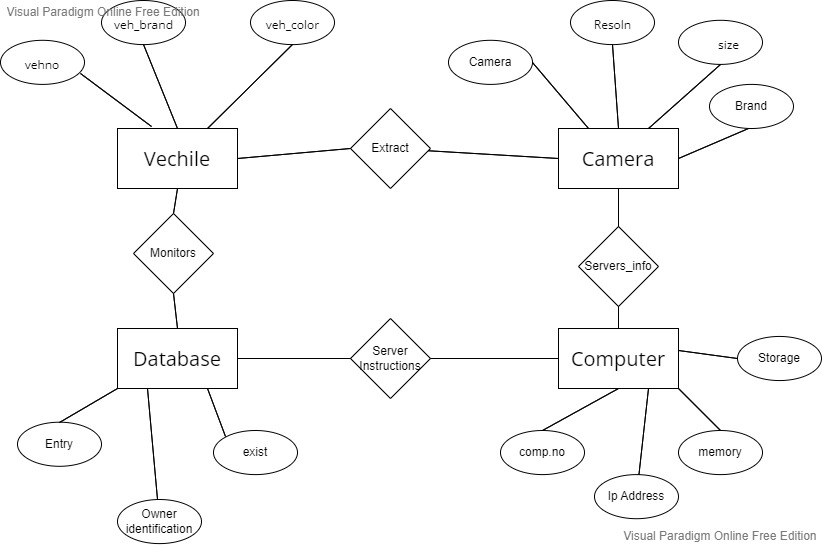 Visual Paradigm Online Free Edition
veh_brand
veh_color
Resoln
size
vehno
Camera
Brand
Vechile
Extract
Camera
Monitors
Servers_info
Database
Server
Instructions
Computer
Storage
Entry
exist
comp.no
memory
Ip Address
Owner
identification
Visual Paradigm Online Free Edition